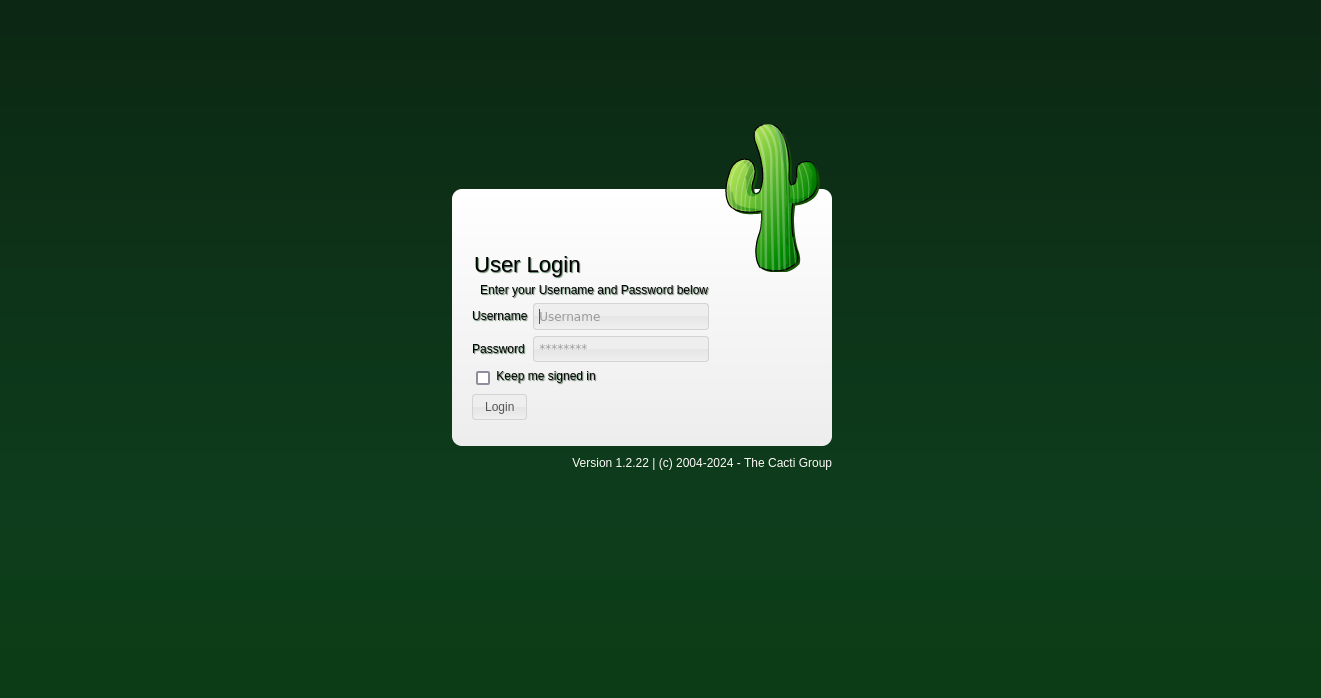 User Login
Enter your Username and Password below
Username Username
Password ********
Keep me signed in
Login
Version 1.2.22 | (c) 2004-2024 - The Cacti Group